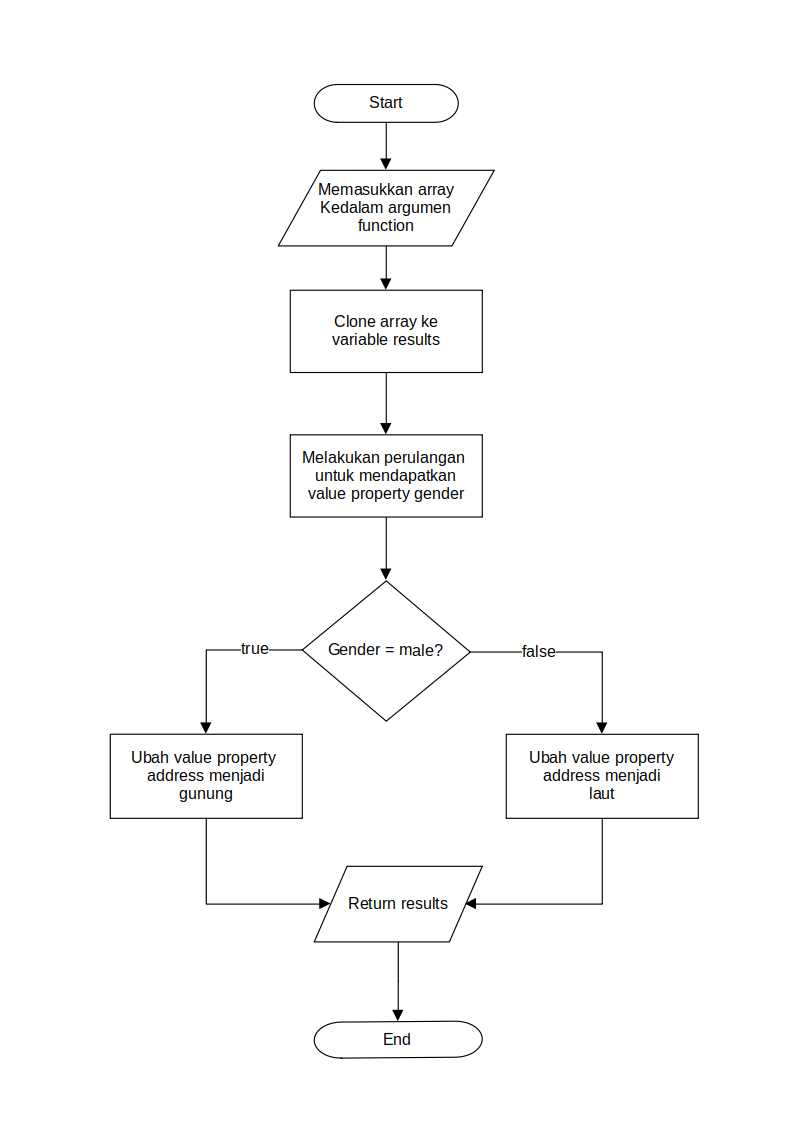 Start
Memasukkan array
Kedalam argumen
function
Clone array ke
variable results
Melakukan perulangan
untuk mendapatkan
value property gender
Gender = male?
true
false
Ubah value property
address menjadi
gunung
Ubah value property
address menjadi
laut
Return results
End